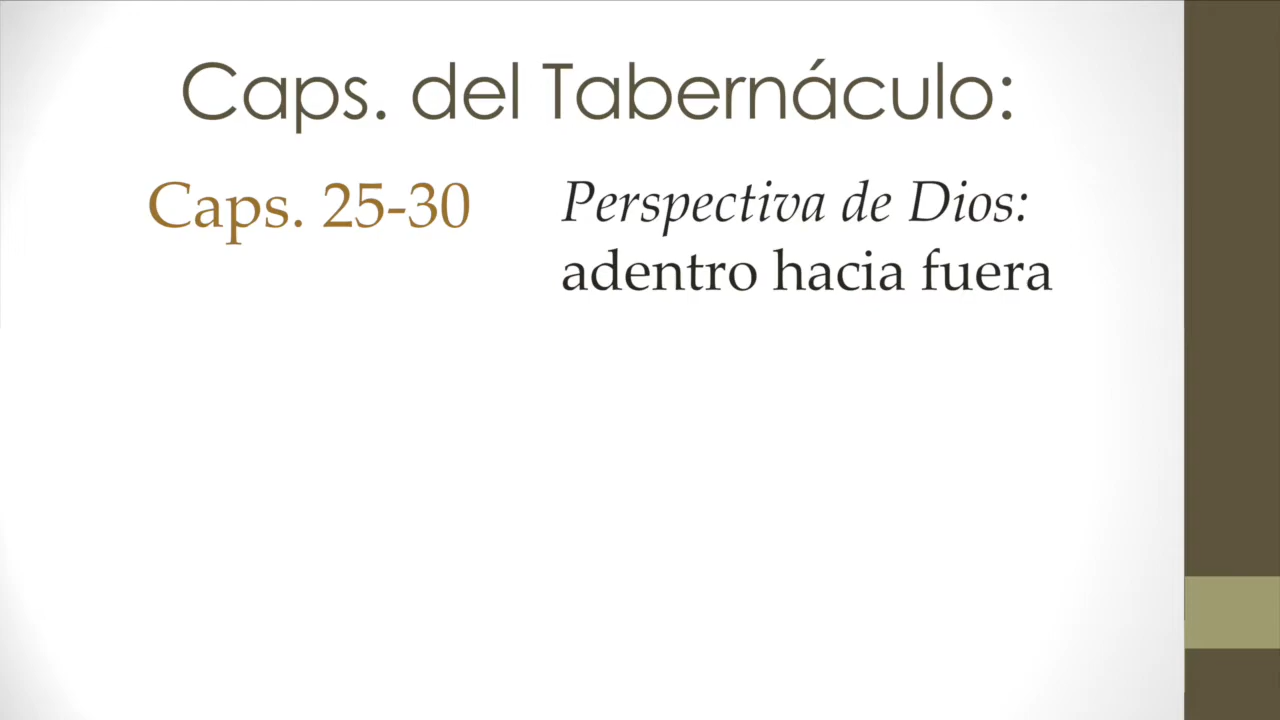 Caps. del Tabernáculo:
Caps. 25-30
Perspectiva de Dios:
adentro hacia fuera